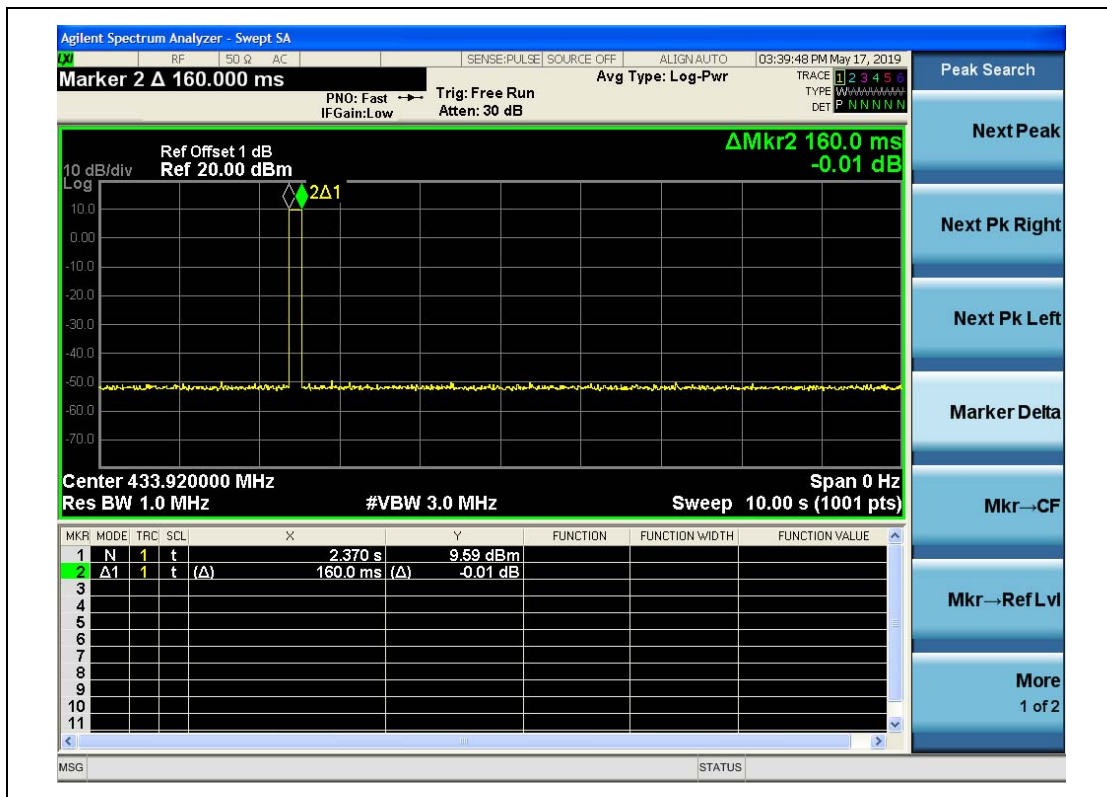 Agilent Spectrum Analyzer - Swept SA
LXI RF 50 Ω AC SENSE:PULSE SOURCE OFF ALIGN AUTO 03:39:48 PM May 17, 2019
Marker 2 Δ 160.000 ms
PNO: Fast
IFGain:Low
Trig: Free Run
Atten: 30 dB
Avg Type: Log-Pwr
TRACE 1 2 3 4 5 6
TYPE
DET P N N N N N
ΔMkr2 160.0 ms
-0.01 dB
Ref Offset 1 dB
10 dB/div Ref 20.00 dBm
Log
2Δ1
10.0
0.00
-10.0
-20.0
-30.0
-40.0
-50.0
-60.0
-70.0
Center 433.920000 MHz Span 0 Hz
Res BW 1.0 MHz #VBW 3.0 MHz Sweep 10.00 s (1001 pts)
MKR MODE TRC SCL X Y FUNCTION FUNCTION WIDTH FUNCTION VALUE
1 N 1 t 2.370 s 9.59 dBm
2 Δ1 1 t (Δ) 160.0 ms (Δ) -0.01 dB
3
4
5
6
7
8
9
10
11
MSG STATUS
Peak Search
Next Peak
Next Pk Right
Next Pk Left
Marker Delta
Mkr→CF
Mkr→Ref Lvl
More
1 of 2